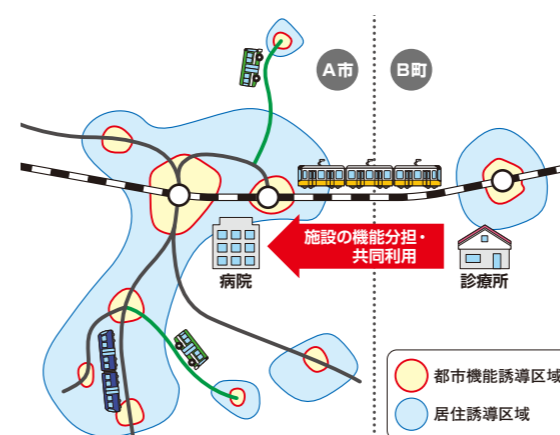 A市
B町
施設の機能分担・
共同利用
病院
診療所
都市機能誘導区域
居住誘導区域